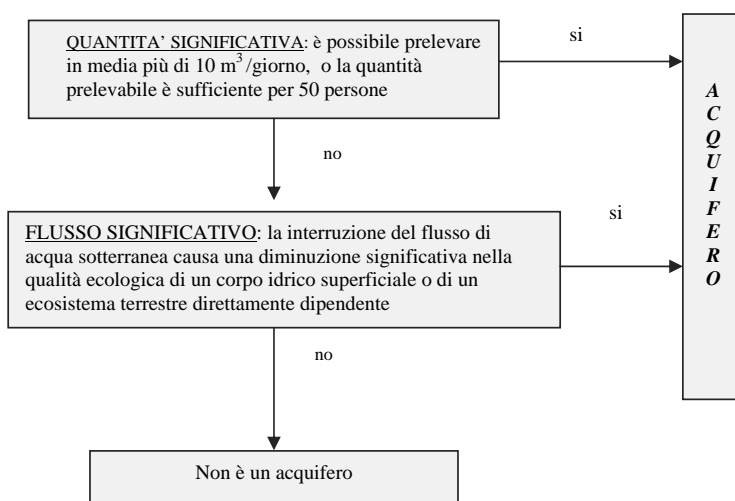 QUANTITA' SIGNIFICATIVA: è possibile prelevare
in media più di 10 m³/giorno, o la quantità
prelevabile è sufficiente per 50 persone
si
no
FLUSSO SIGNIFICATIVO: la interruzione del flusso di
acqua sotterranea causa una diminuzione significativa nella
qualità ecologica di un corpo idrico superficiale o di un
ecosistema terrestre direttamente dipendente
si
no
Non è un acquifero
A
C
Q
U
I
F
E
R
O